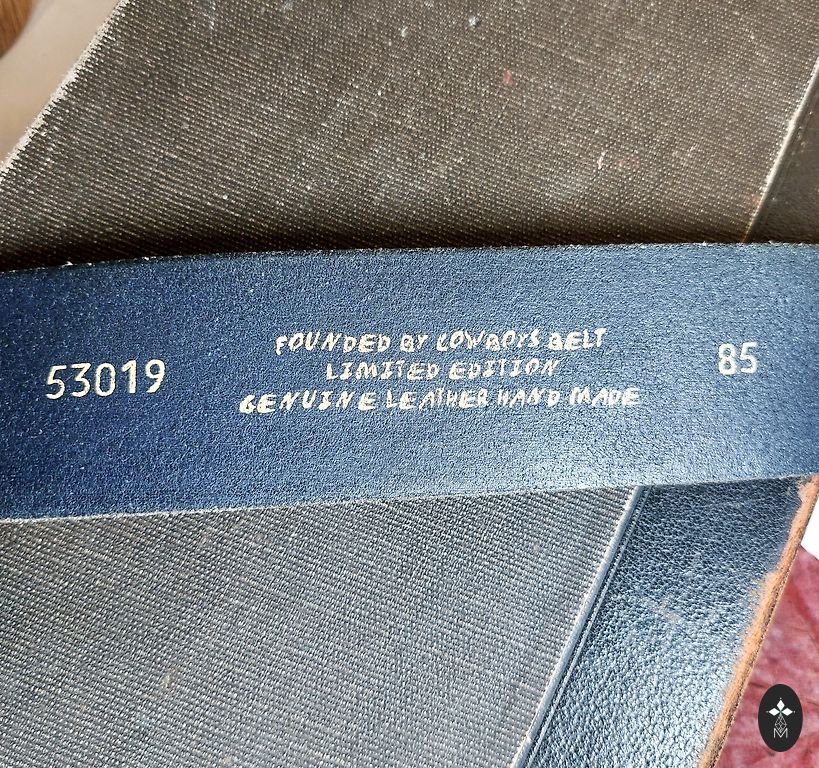 53019
FOUNDED BY COWBOYS BELT
LIMITED EDITION
GENUINE LEATHER HAND MADE
85
M